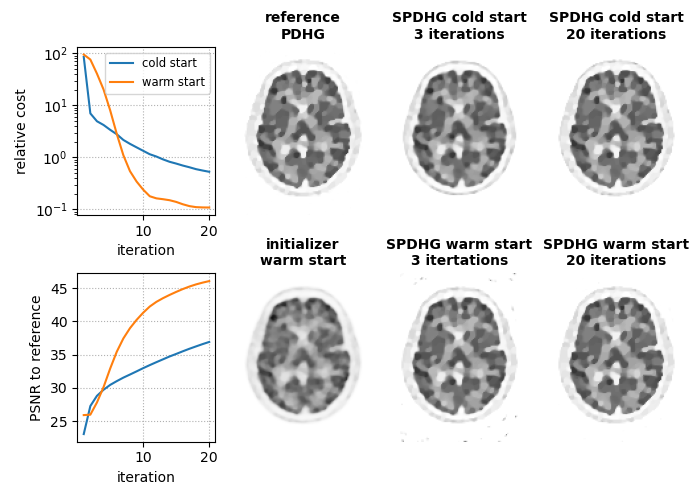 reference
PDHG
SPDHG cold start
3 iterations
SPDHG cold start
20 iterations
relative cost
10²
10¹
10⁰
10⁻¹
cold start
warm start
10
20
iteration
initializer
warm start
SPDHG warm start
3 itertations
SPDHG warm start
20 iterations
PSNR to reference
45
40
35
30
25
10
20
iteration